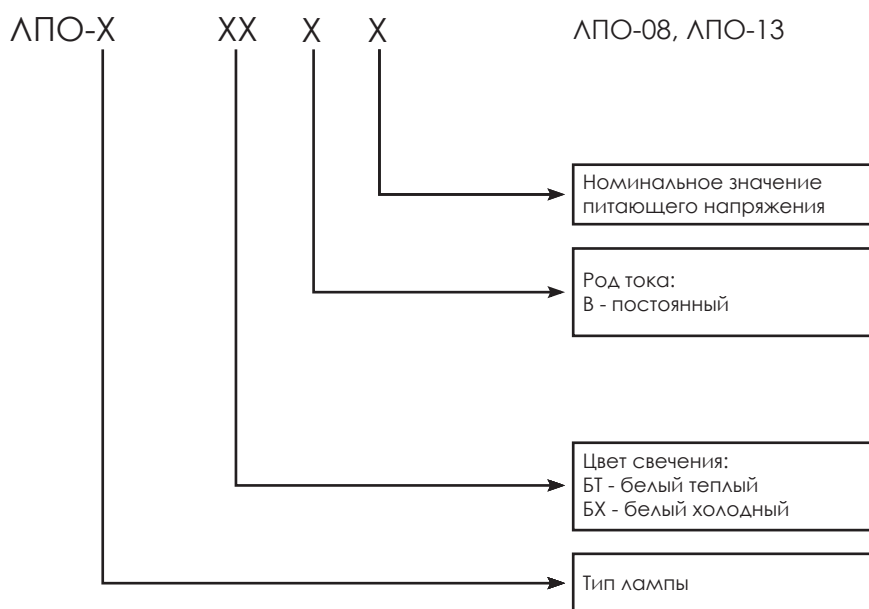 ЛПО-Х ХХ Х Х ЛПО-08, ЛПО-13
Номинальное значение
питающего напряжения
Род тока:
В - постоянный
Цвет свечения:
БТ - белый теплый
БХ - белый холодный
Тип лампы